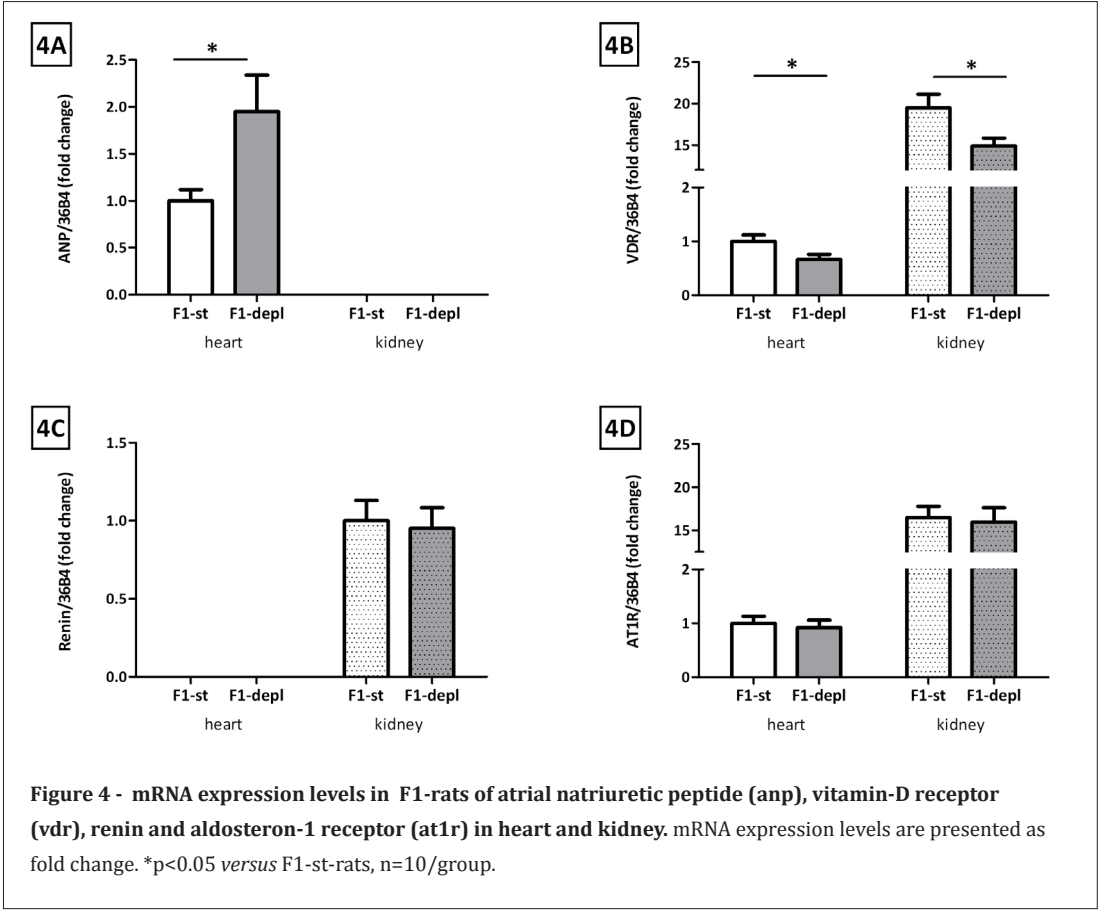 4A
*
ANP/36B4 (fold change)
2.5
2.0
1.5
1.0
0.5
0.0
F1-st F1-depl F1-st F1-depl
heart kidney
4B
* *
VDR/36B4 (fold change)
25
20
15
2
1
0
F1-st F1-depl F1-st F1-depl
heart kidney
4C
Renin/36B4 (fold change)
1.5
1.0
0.5
0.0
F1-st F1-depl F1-st F1-depl
heart kidney
4D
AT1R/36B4 (fold change)
25
20
15
2
1
0
F1-st F1-depl F1-st F1-depl
heart kidney
Figure 4 - mRNA expression levels in F1-rats of atrial natriuretic peptide (anp), vitamin-D receptor
(vdr), renin and aldosteron-1 receptor (at1r) in heart and kidney. mRNA expression levels are presented as
fold change. *p<0.05 versus F1-st-rats, n=10/group.